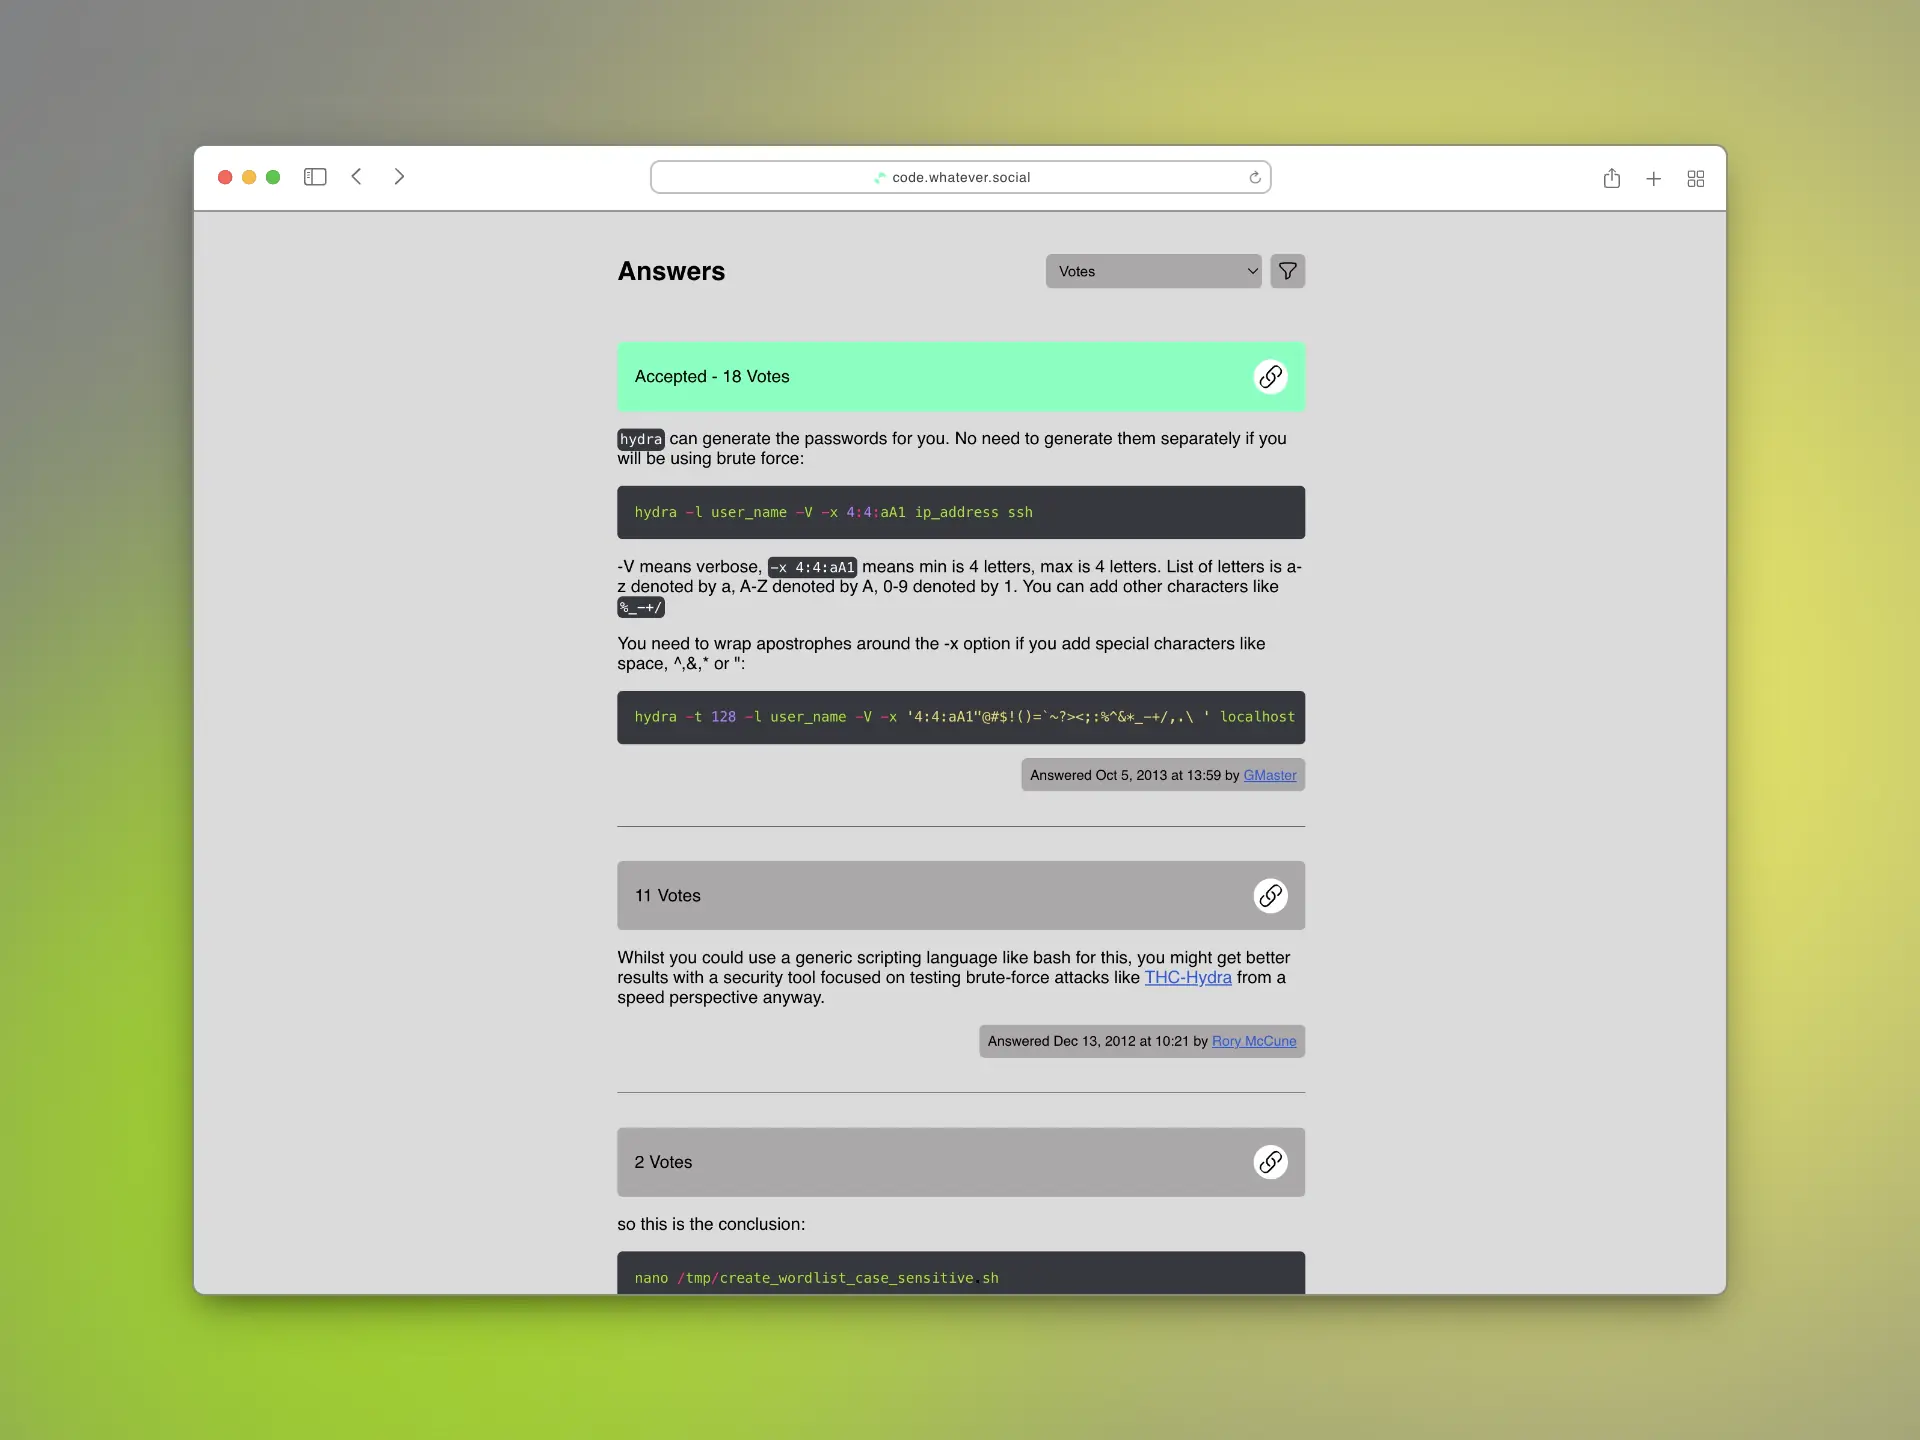 code.whatever.social
Answers
Votes
Accepted - 18 Votes
hydra can generate the passwords for you. No need to generate them separately if you
will be using brute force:
hydra -l user_name -V -x 4:4:aA1 ip_address ssh
-V means verbose, -x 4:4:aA1 means min is 4 letters, max is 4 letters. List of letters is a-
z denoted by a, A-Z denoted by A, 0-9 denoted by 1. You can add other characters like
%_-+/
You need to wrap apostrophes around the -x option if you add special characters like
space, ^,&,* or ":
hydra -t 128 -l user_name -V -x '4:4:aA1"@#$!()=`~?><;:%^&*_-+/,.\ ' localhost
Answered Oct 5, 2013 at 13:59 by GMaster
11 Votes
Whilst you could use a generic scripting language like bash for this, you might get better
results with a security tool focused on testing brute-force attacks like THC-Hydra from a
speed perspective anyway.
Answered Dec 13, 2012 at 10:21 by Rory McCune
2 Votes
so this is the conclusion:
nano /tmp/create_wordlist_case_sensitive.sh